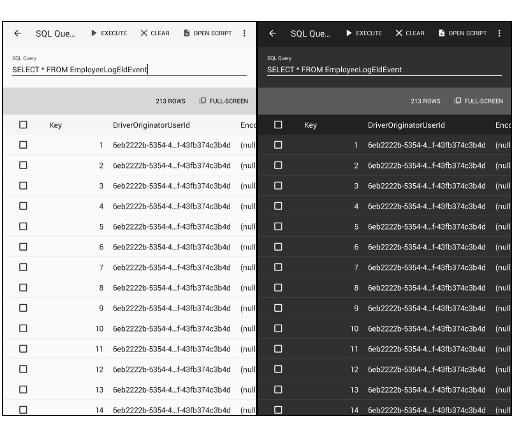 SQL Que... EXECUTE CLEAR OPEN SCRIPT
SQL Query
SELECT * FROM EmployeeLogEldEvent
213 ROWS FULL-SCREEN
Key DriverOriginatorUserId Enco
1 6eb2222b-5354-4...f-43fb374c3b4d (null
2 6eb2222b-5354-4...f-43fb374c3b4d (null
3 6eb2222b-5354-4...f-43fb374c3b4d (null
4 6eb2222b-5354-4...f-43fb374c3b4d (null
5 6eb2222b-5354-4...f-43fb374c3b4d (null
6 6eb2222b-5354-4...f-43fb374c3b4d (null
7 6eb2222b-5354-4...f-43fb374c3b4d (null
8 6eb2222b-5354-4...f-43fb374c3b4d (null
9 6eb2222b-5354-4...f-43fb374c3b4d (null
10 6eb2222b-5354-4...f-43fb374c3b4d (null
11 6eb2222b-5354-4...f-43fb374c3b4d (null
12 6eb2222b-5354-4...f-43fb374c3b4d (null
13 6eb2222b-5354-4...f-43fb374c3b4d (null
14 6eb2222b-5354-4...f-43fb374c3b4d (null
SQL Que... EXECUTE CLEAR OPEN SCRIPT
SQL Query
SELECT * FROM EmployeeLogEldEvent
213 ROWS FULL-SCREEN
Key DriverOriginatorUserId Enco
1 6eb2222b-5354-4...f-43fb374c3b4d (null
2 6eb2222b-5354-4...f-43fb374c3b4d (null
3 6eb2222b-5354-4...f-43fb374c3b4d (null
4 6eb2222b-5354-4...f-43fb374c3b4d (null
5 6eb2222b-5354-4...f-43fb374c3b4d (null
6 6eb2222b-5354-4...f-43fb374c3b4d (null
7 6eb2222b-5354-4...f-43fb374c3b4d (null
8 6eb2222b-5354-4...f-43fb374c3b4d (null
9 6eb2222b-5354-4...f-43fb374c3b4d (null
10 6eb2222b-5354-4...f-43fb374c3b4d (null
11 6eb2222b-5354-4...f-43fb374c3b4d (null
12 6eb2222b-5354-4...f-43fb374c3b4d (null
13 6eb2222b-5354-4...f-43fb374c3b4d (null
14 6eb2222b-5354-4...f-43fb374c3b4d (null